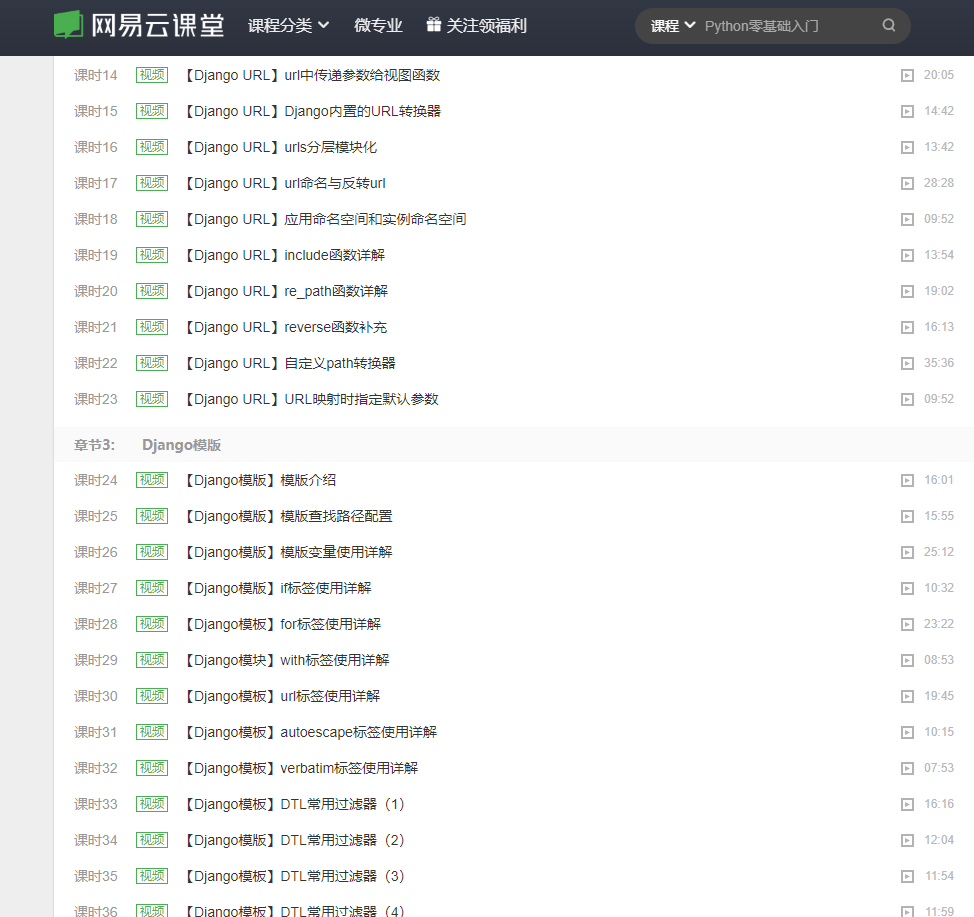 网易云课堂 课程分类 微专业 关注领福利 课程 Python零基础入门
课时14 视频 【Django URL】url中传递参数给视图函数 20:05
课时15 视频 【Django URL】Django内置的URL转换器 14:42
课时16 视频 【Django URL】urls分层模块化 13:42
课时17 视频 【Django URL】url命名与反转url 28:28
课时18 视频 【Django URL】应用命名空间和实例命名空间 09:52
课时19 视频 【Django URL】include函数详解 13:54
课时20 视频 【Django URL】re_path函数详解 19:02
课时21 视频 【Django URL】reverse函数补充 16:13
课时22 视频 【Django URL】自定义path转换器 35:36
课时23 视频 【Django URL】URL映射时指定默认参数 09:52
章节3: Django模版
课时24 视频 【Django模版】模版介绍 16:01
课时25 视频 【Django模版】模版查找路径配置 15:55
课时26 视频 【Django模版】模版变量使用详解 25:12
课时27 视频 【Django模版】if标签使用详解 10:32
课时28 视频 【Django模板】for标签使用详解 23:22
课时29 视频 【Django模块】with标签使用详解 08:53
课时30 视频 【Django模板】url标签使用详解 19:45
课时31 视频 【Django模板】autoescape标签使用详解 10:15
课时32 视频 【Django模板】verbatim标签使用详解 07:53
课时33 视频 【Django模板】DTL常用过滤器（1） 16:16
课时34 视频 【Django模版】DTL常用过滤器（2） 12:04
课时35 视频 【Django模板】DTL常用过滤器（3） 11:54
课时36 视频 【Django模板】DTL常用过滤器（4） 11:59